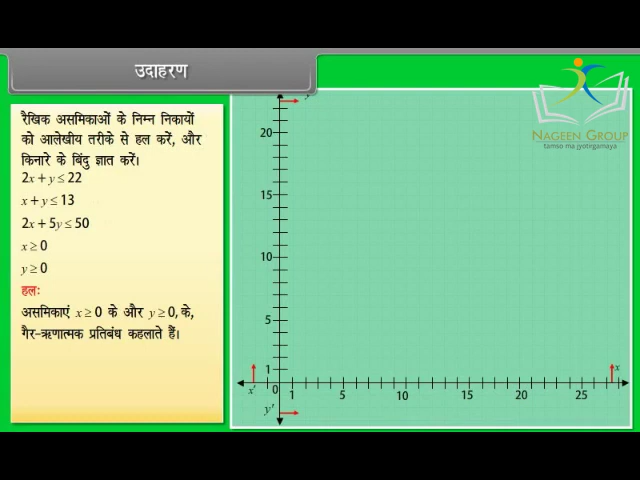 उदाहरण
NAGEEN GROUP
tamso ma jyotirgamaya
रैखिक असमिकाओं के निम्न निकायों
को आलेखीय तरीके से हल करें, और
किनारे के बिंदु ज्ञात करें।
2x + y ≤ 22
x + y ≤ 13
2x + 5y ≤ 50
x ≥ 0
y ≥ 0
हलः
असमिकाएं x ≥ 0 के और y ≥ 0, के,
गैर-ऋणात्मक प्रतिबंध कहलाते हैं।
20
15
10
5
1
x
x' 0 1 5 10 15 20 25
y'